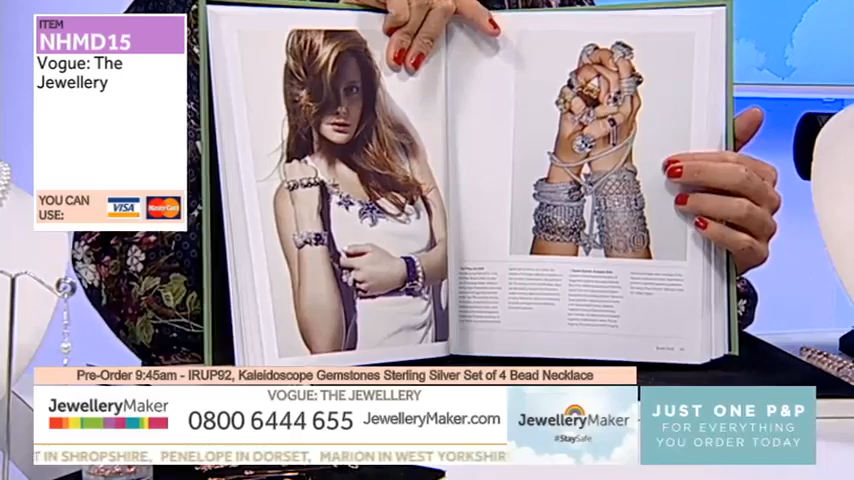 ITEM
NHMD15
Vogue: The
Jewellery
YOU CAN
USE:
VISA
MasterCard
Pre-Order 9:45am - IRUP92, Kaleidoscope Gemstones Sterling Silver Set of 4 Bead Necklace
VOGUE: THE JEWELLERY
JewelleryMaker
0800 6444 655
JewelleryMaker.com
JewelleryMaker
#StaySafe
JUST ONE P&P
FOR EVERYTHING
YOU ORDER TODAY
T IN SHROPSHIRE, PENELOPE IN DORSET, MARION IN WEST YORKSHIR